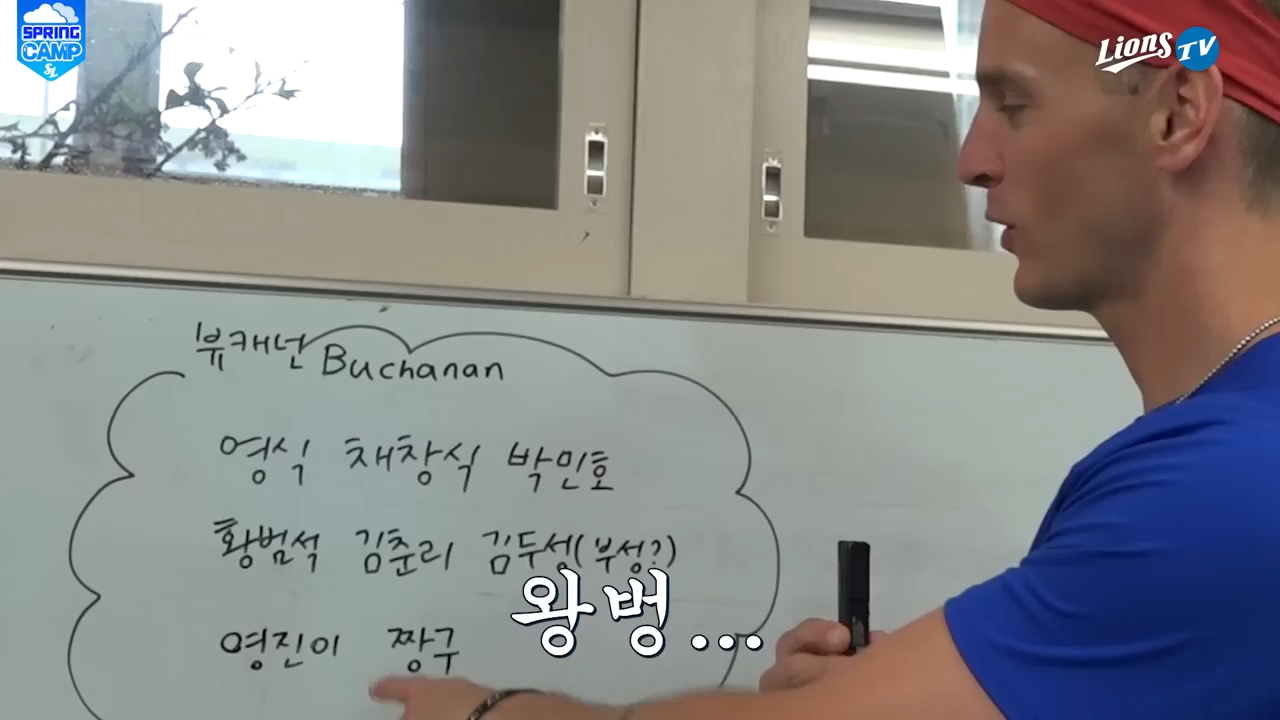 SPRING
CAMP
SL
Lions TV
뷰캐넌 Buchanan
영식 채창식 박민호
황범석 김춘리 김두성(부성?)
왕벙...
영진이 짱구